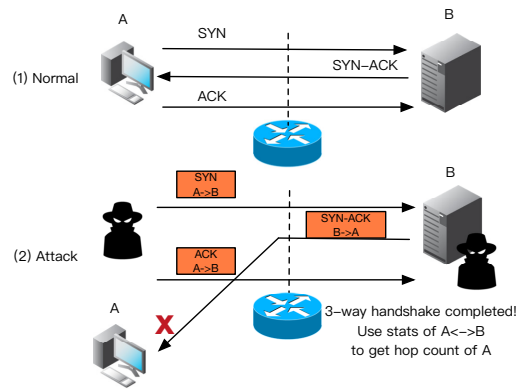 A
B
SYN
SYN-ACK
(1) Normal
ACK
B
SYN
A->B
SYN-ACK
B->A
(2) Attack
ACK
A->B
A
X
3-way handshake completed!
Use stats of A<->B
to get hop count of A